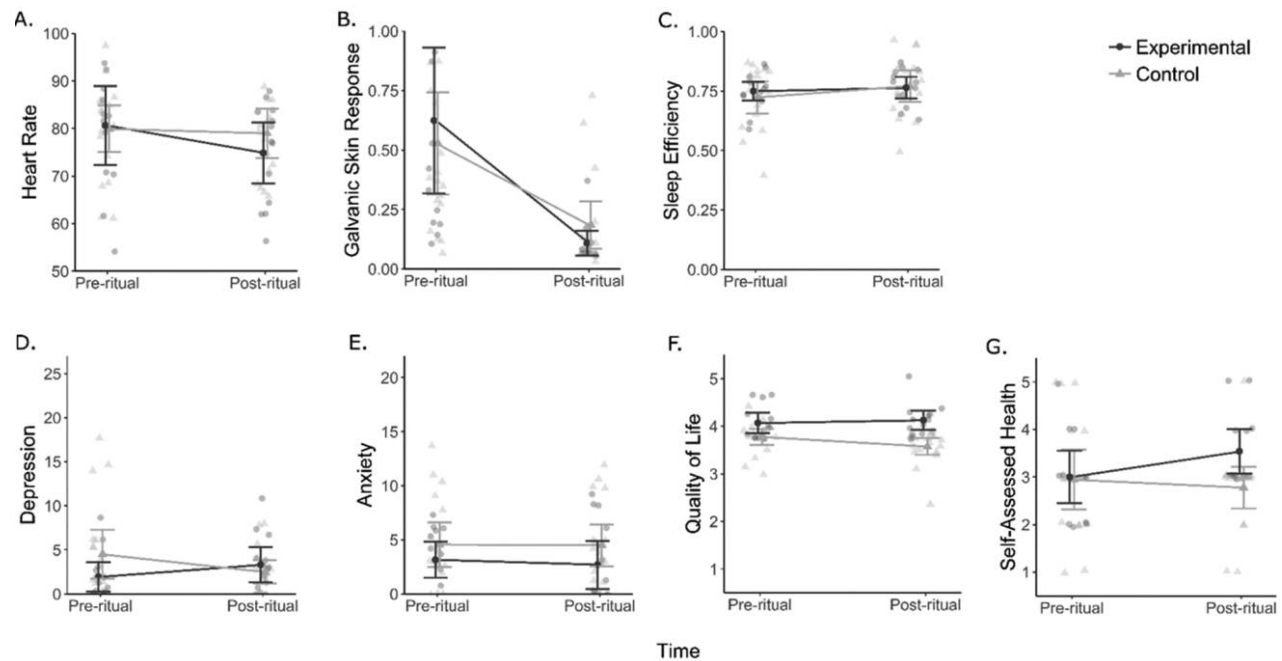 A.
Heart Rate
100
90
80
70
60
50
Pre-ritual Post-ritual
B.
Galvanic Skin Response
1.00
0.75
0.50
0.25
0.00
Pre-ritual Post-ritual
C.
Sleep Efficiency
1.00
0.75
0.50
0.25
0.00
Pre-ritual Post-ritual
Experimental
Control
D.
Depression
25
20
15
10
5
0
Pre-ritual Post-ritual
E.
Anxiety
20
15
10
5
0
Pre-ritual Post-ritual
F.
Quality of Life
5
4
3
2
1
Pre-ritual Post-ritual
G.
Self-Assessed Health
5
4
3
2
1
Pre-ritual Post-ritual
Time